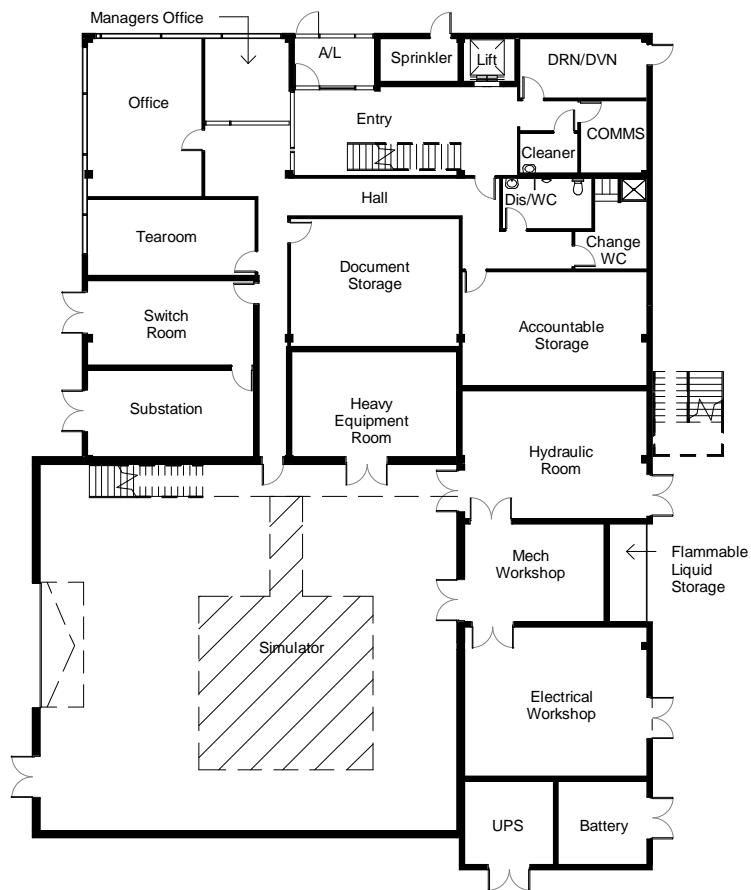 Managers Office
A/L
Sprinkler
Lift
DRN/DVN
Office
Entry
COMMS
Cleaner
Hall
Dis/WC
Tearoom
Change
WC
Document
Storage
Switch
Room
Accountable
Storage
Substation
Heavy
Equipment
Room
Hydraulic
Room
Mech
Workshop
Flammable
Liquid
Storage
Simulator
Electrical
Workshop
UPS
Battery